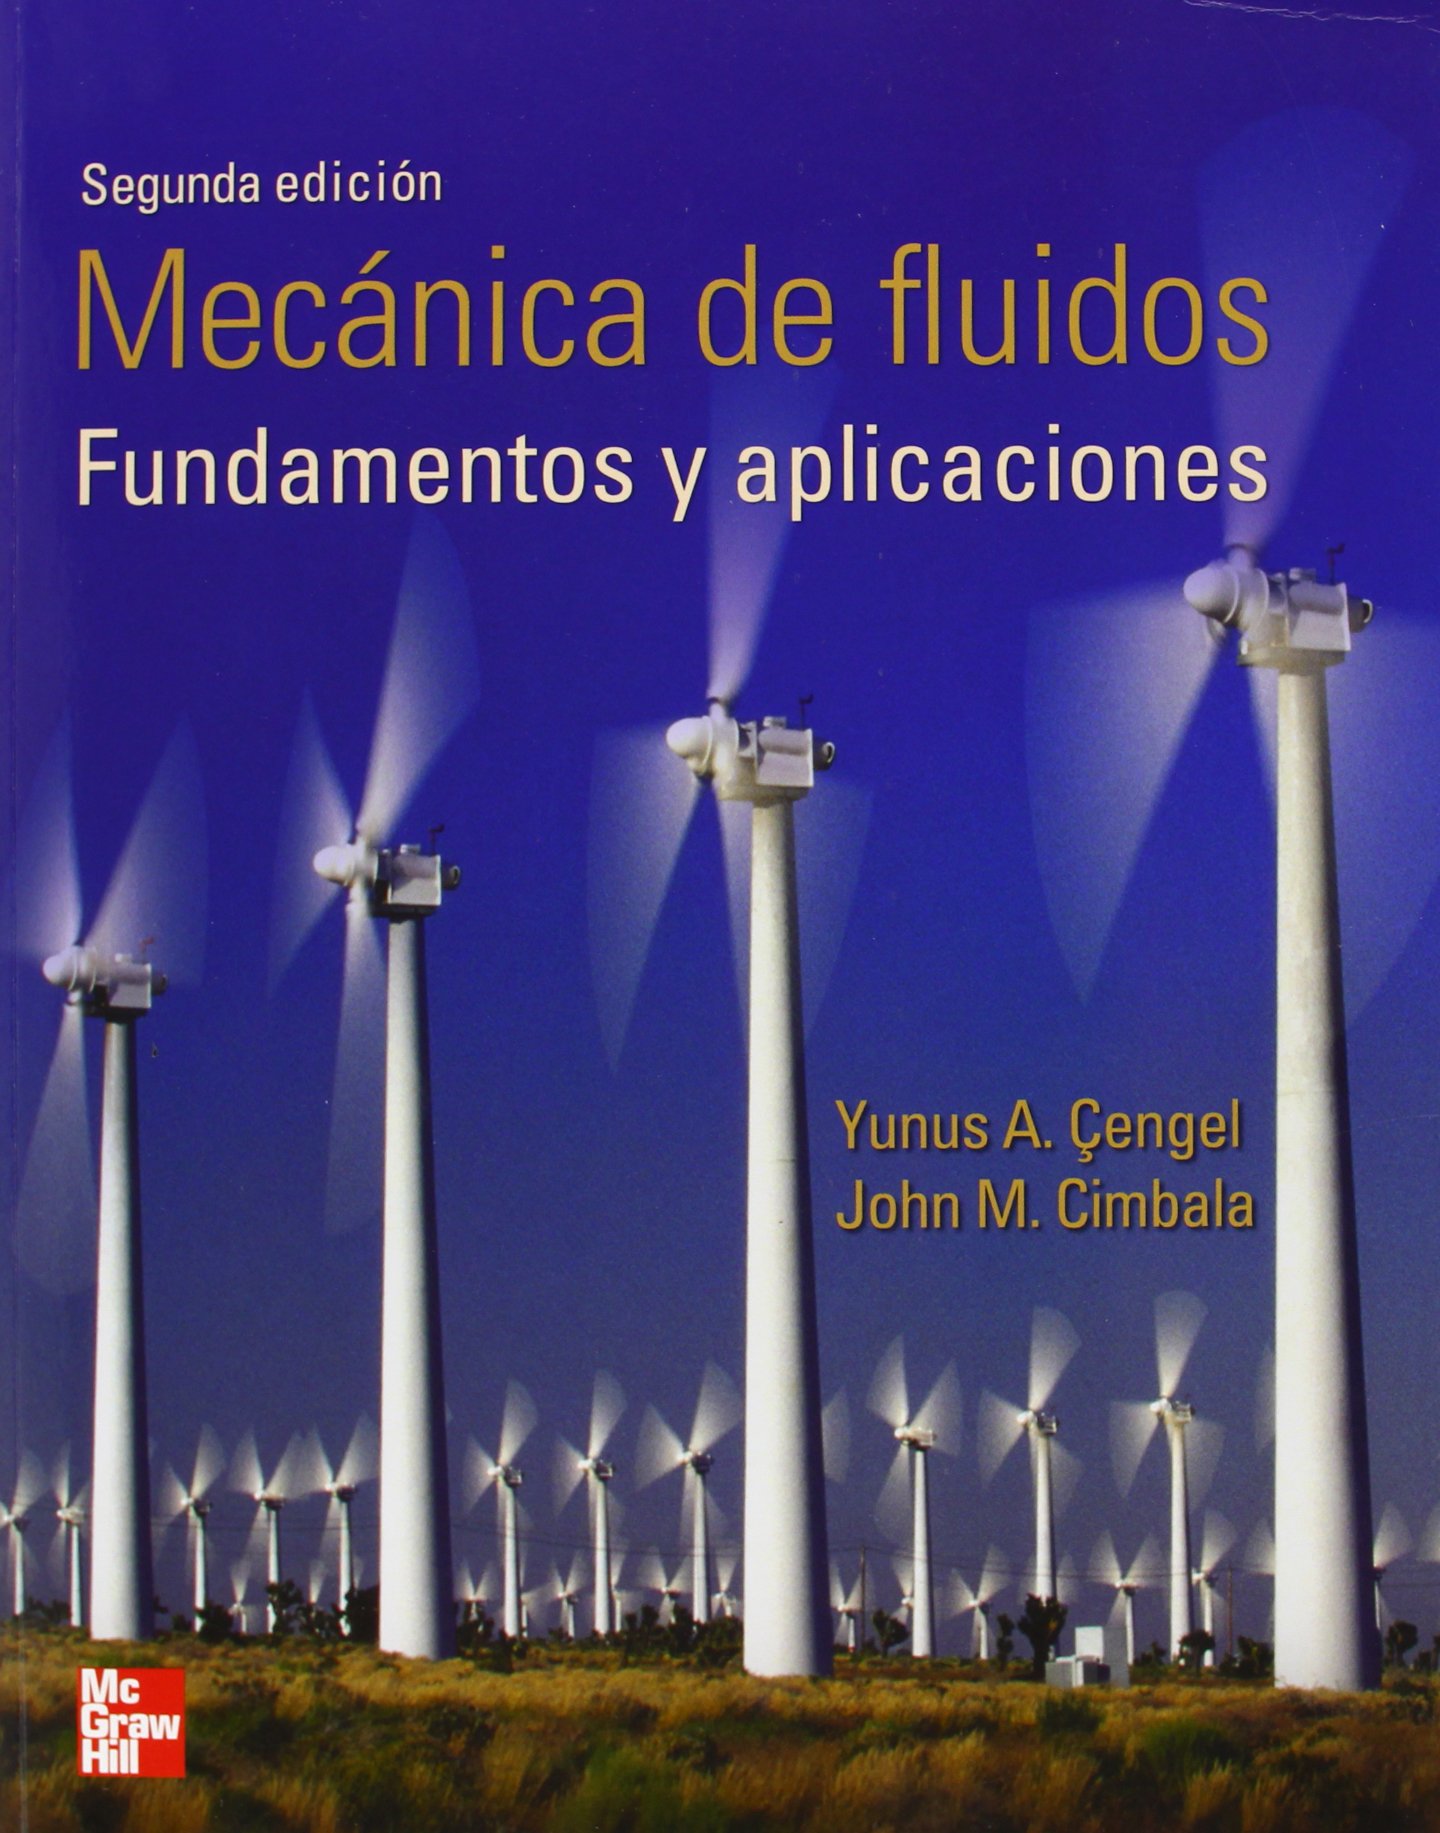 Segunda edición
Mecánica de fluidos
Fundamentos y aplicaciones
Yunus A. Çengel
John M. Cimbala
Mc
Graw
Hill